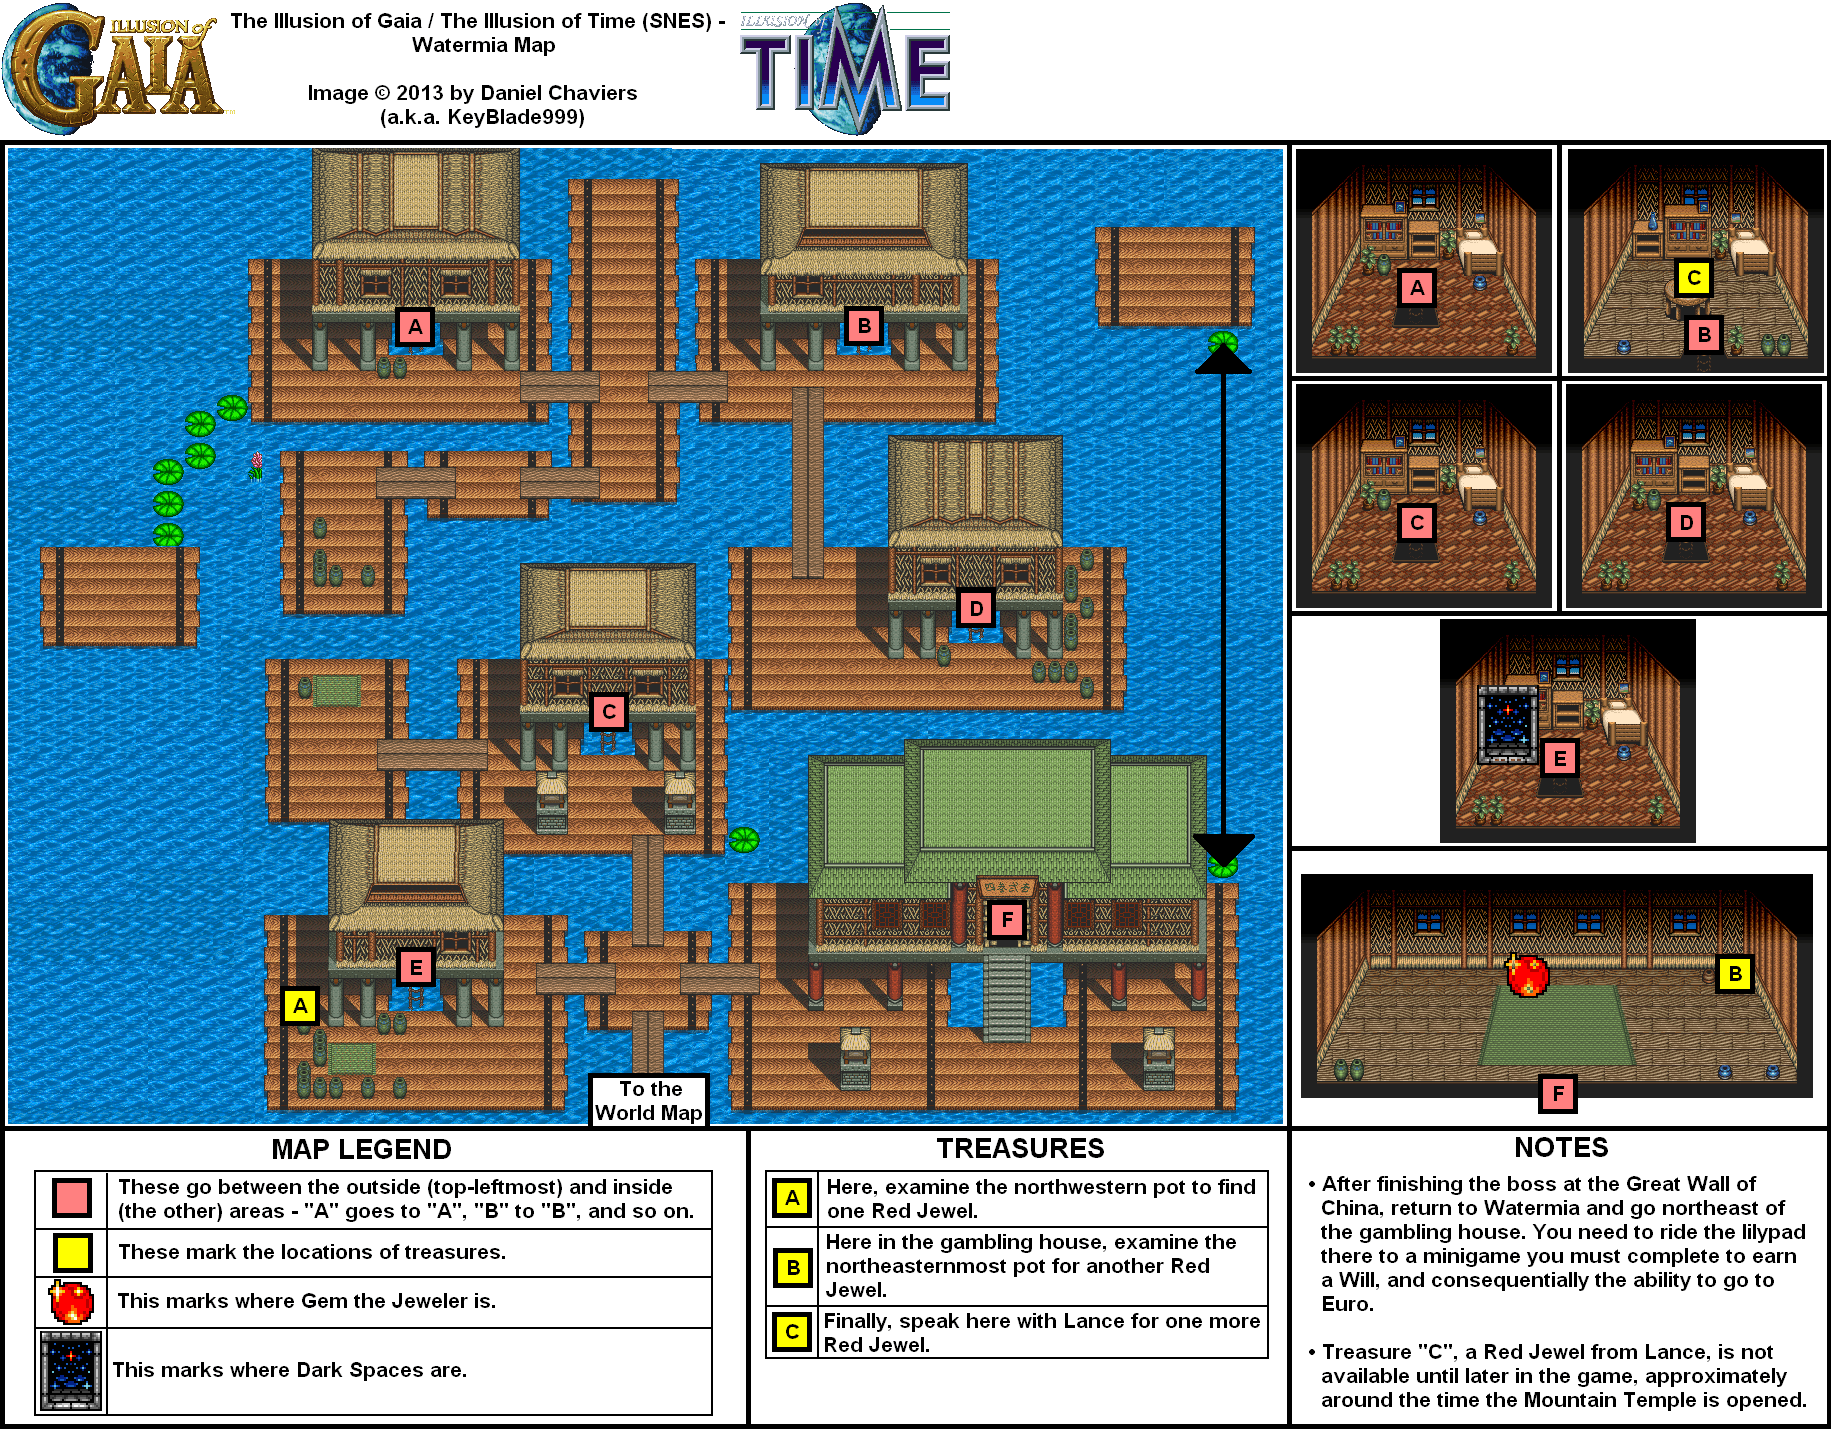 ILLUSION of
GAIA
TM
The Illusion of Gaia / The Illusion of Time (SNES) -
Watermia Map
Image © 2013 by Daniel Chaviers
(a.k.a. KeyBlade999)
ILLUSION of
TIME
A
B
C
D
E
F
A
To the
World Map
A
C
B
C
D
E
B
F
MAP LEGEND
These go between the outside (top-leftmost) and inside
(the other) areas - "A" goes to "A", "B" to "B", and so on.
These mark the locations of treasures.
This marks where Gem the Jeweler is.
This marks where Dark Spaces are.
TREASURES
A
Here, examine the northwestern pot to find
one Red Jewel.
B
Here in the gambling house, examine the
northeasternmost pot for another Red
Jewel.
C
Finally, speak here with Lance for one more
Red Jewel.
NOTES
• After finishing the boss at the Great Wall of
China, return to Watermia and go northeast of
the gambling house. You need to ride the lilypad
there to a minigame you must complete to earn
a Will, and consequentially the ability to go to
Euro.
• Treasure "C", a Red Jewel from Lance, is not
available until later in the game, approximately
around the time the Mountain Temple is opened.